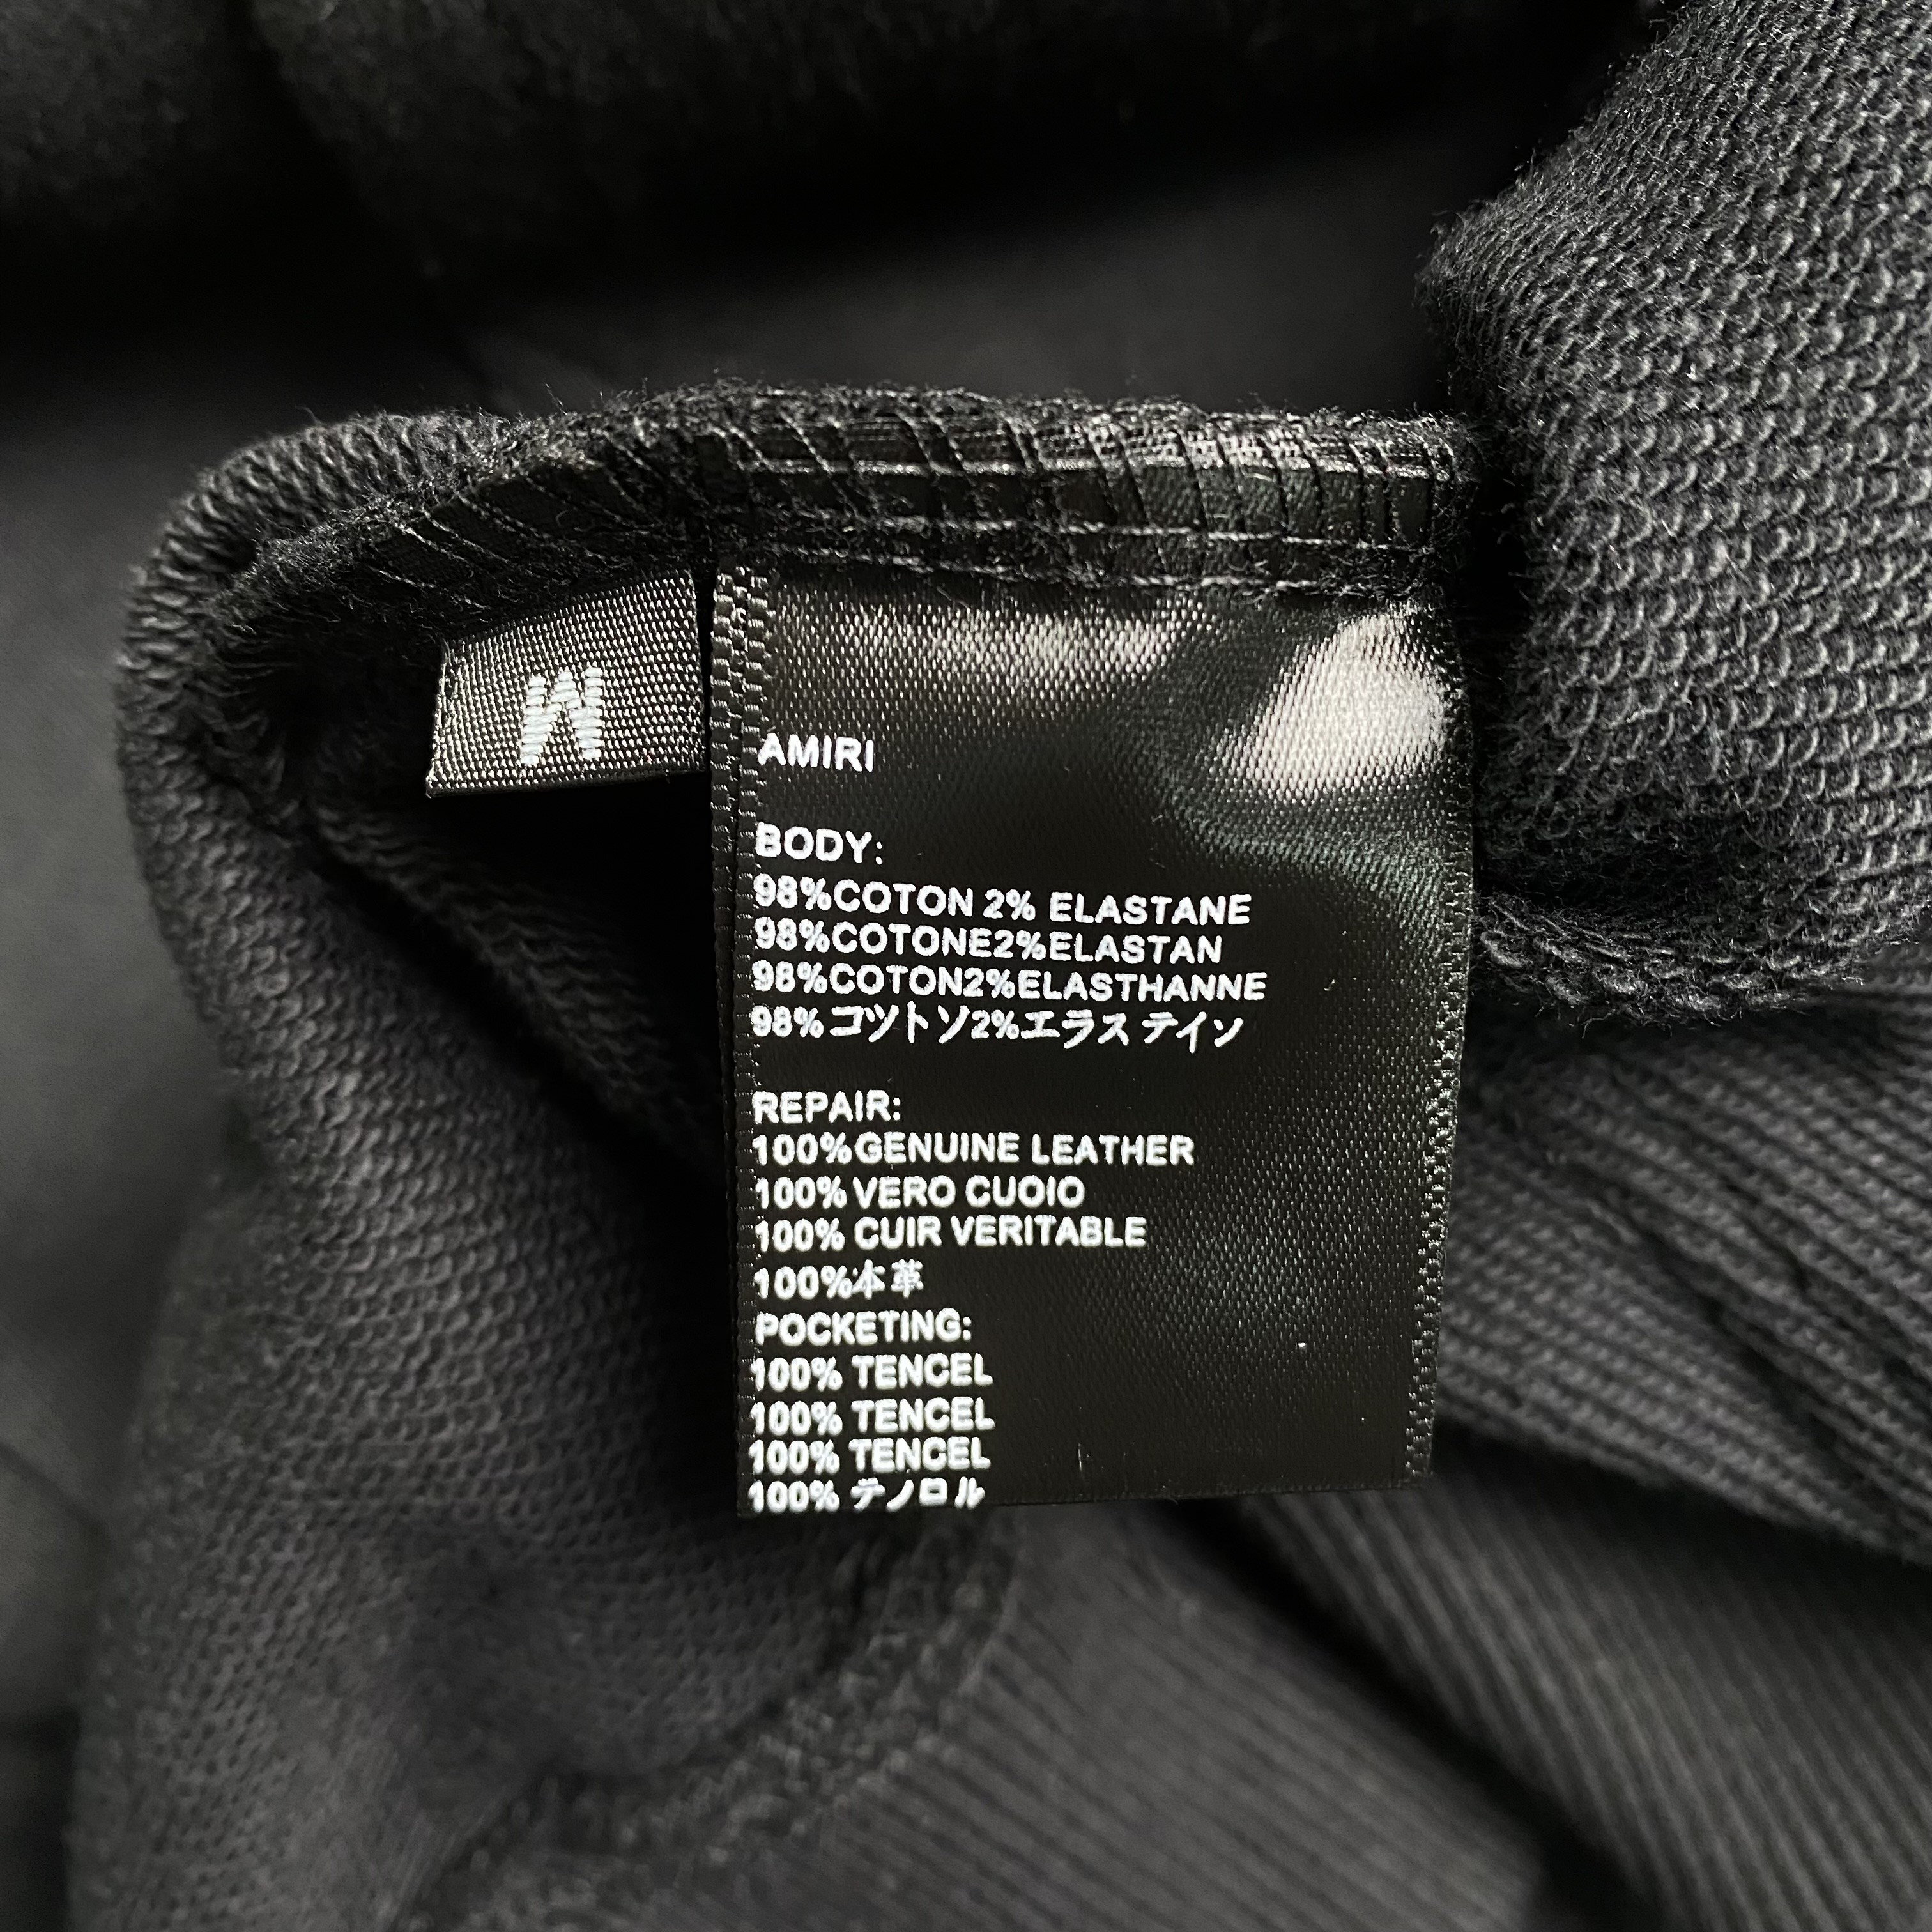 M
AMIRI
BODY:
98%COTON 2% ELASTANE
98%COTONE2%ELASTAN
98%COTON2%ELASTHANNE
98%コツトソ2%エラス テイソ
REPAIR:
100%GENUINE LEATHER
100% VERO CUOIO
100% CUIR VERITABLE
100%本革
POCKETING:
100% TENCEL
100% TENCEL
100% TENCEL
100% テノロル